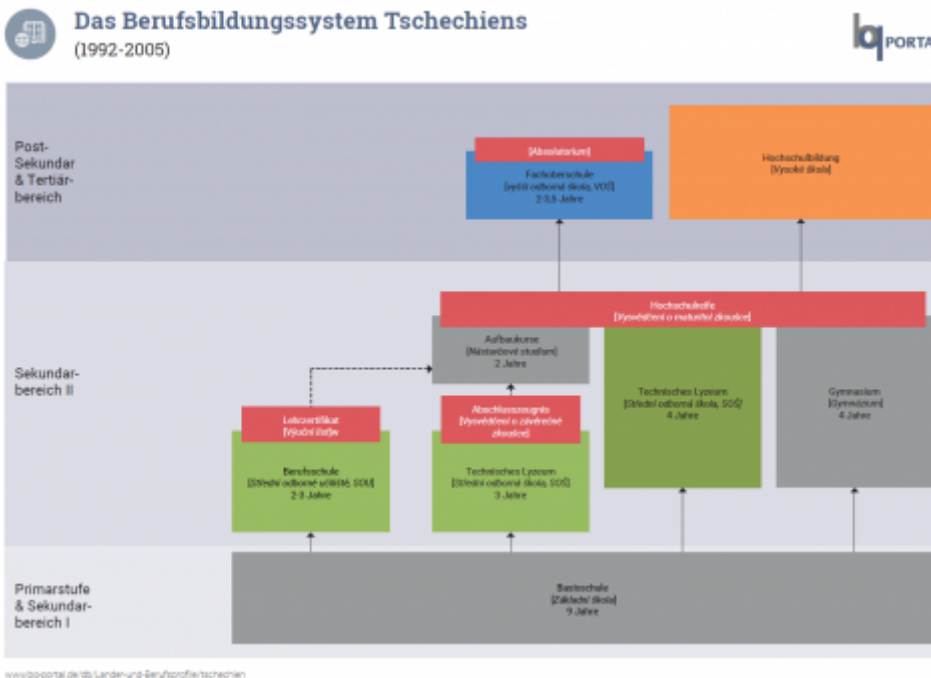 Das Berufsbildungssystem Tschechiens
(1992-2005)
bq PORTA
Post-
Sekundar
& Tertiär-
bereich
[Absolutorium]
Fachoberschule
[vyšší odborná škola, VOŠ]
2-3,5 Jahre
Hochschulbildung
[Vysoké škola]
Hochschulreife
[Vysvědčení o maturitní zkoušce]
Aufbaukurse
[Nástavbové studium]
2 Jahre
Sekundar-
bereich II
Technisches Lyzeum
[Střední odborná škola, SOŠ]
4 Jahre
Gymnasium
[Gymnázium]
4 Jahre
Lehrzertifikat
[Výuční list]w
Abschlusszeugnis
[Vysvědčení o závěrečné
zkoušce]
Berufsschule
[Střední odborné učiliště, SOU]
2-3 Jahre
Technisches Lyzeum
[Střední odborná škola, SOŠ]
3 Jahre
Primarstufe
& Sekundar-
bereich I
Basisschule
[Základní škola]
9 Jahre
www.bq-portal.de/db/Länder-und-Berufsprofile/tschechien